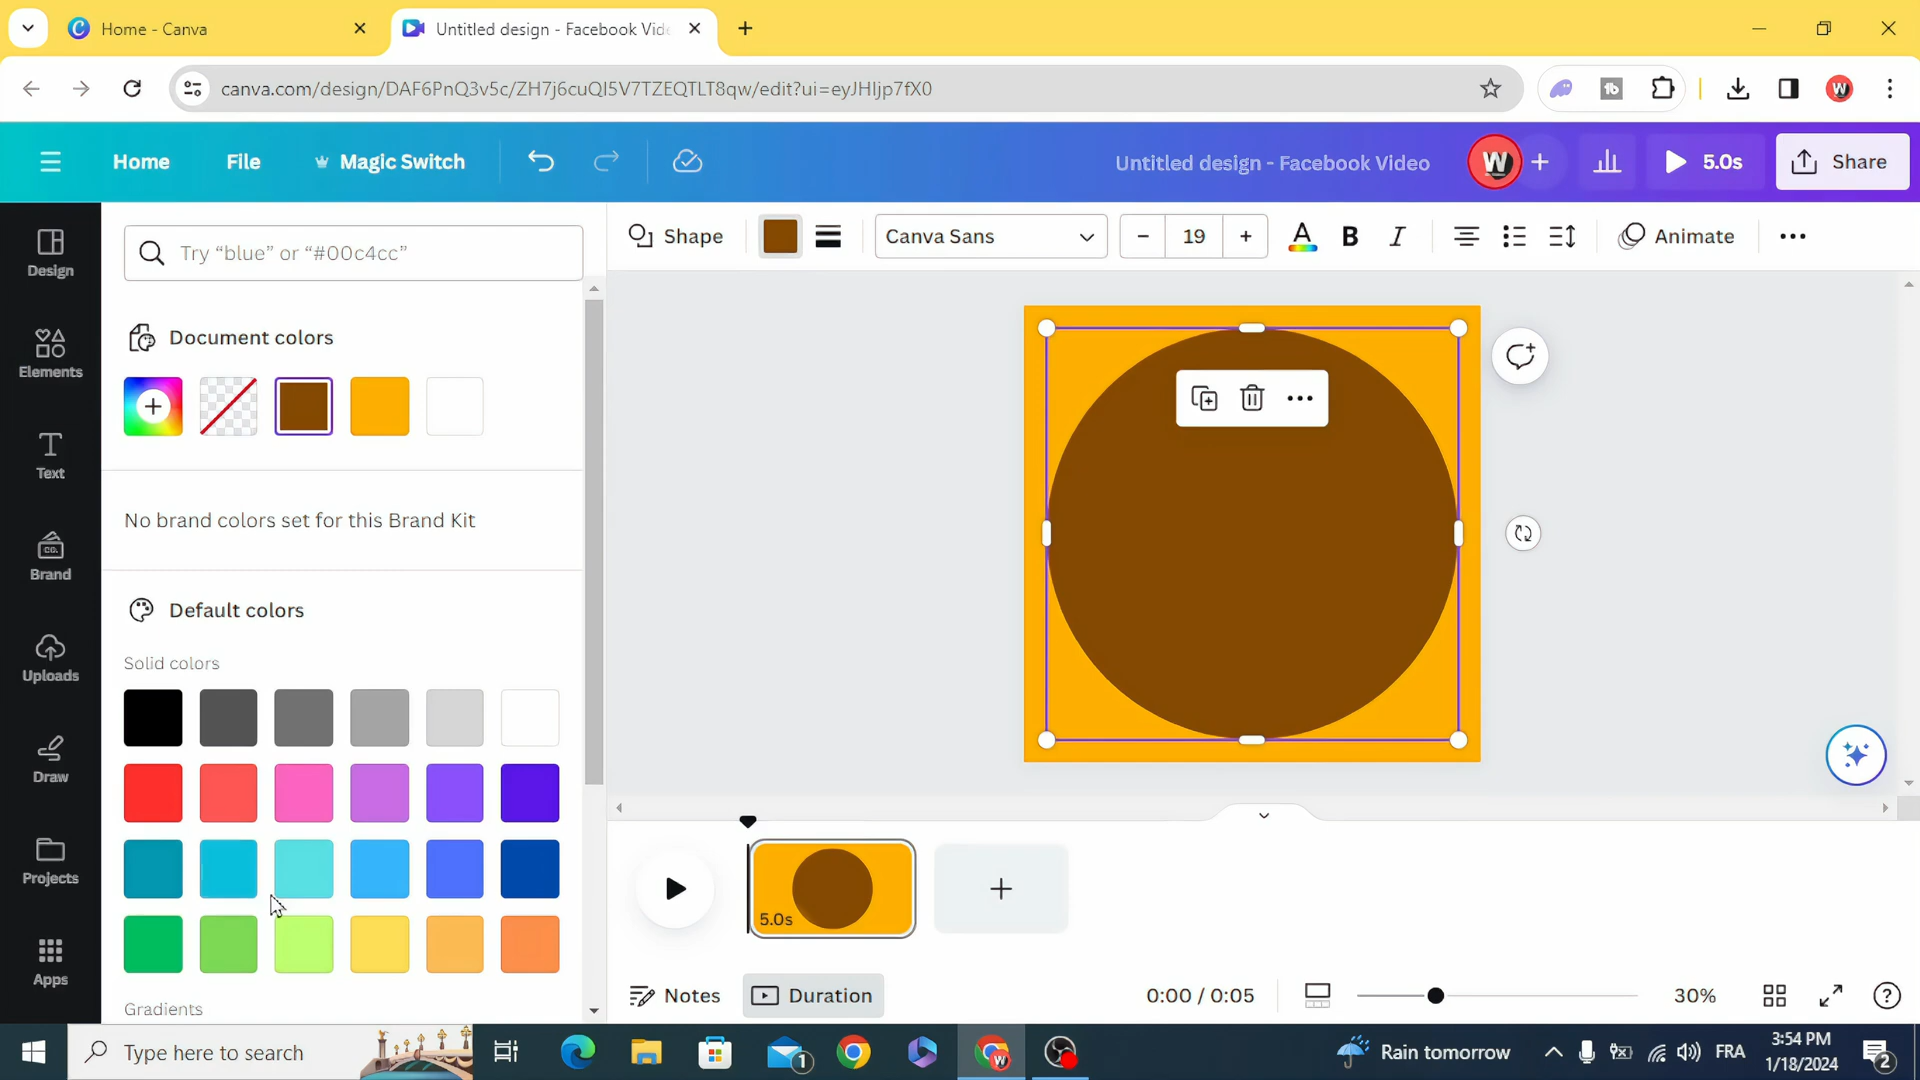 Home - Canva
Untitled design - Facebook Vid
canva.com/design/DAF6PnQ3v5c/ZH7j6cuQI5V7TZEQTLT8qw/edit?ui=eyJHIjp7fX0
Home
File
Magic Switch
Untitled design - Facebook Video
W
5.0s
Share
Design
Elements
Text
Brand
Uploads
Draw
Projects
Apps
Try “blue” or “#00c4cc”
Document colors
No brand colors set for this Brand Kit
Default colors
Solid colors
Gradients
Shape
Canva Sans
19
A
B
I
Animate
5.0s
Notes
Duration
0:00 / 0:05
30%
Type here to search
1
Rain tomorrow
FRA
3:54 PM
1/18/2024
2